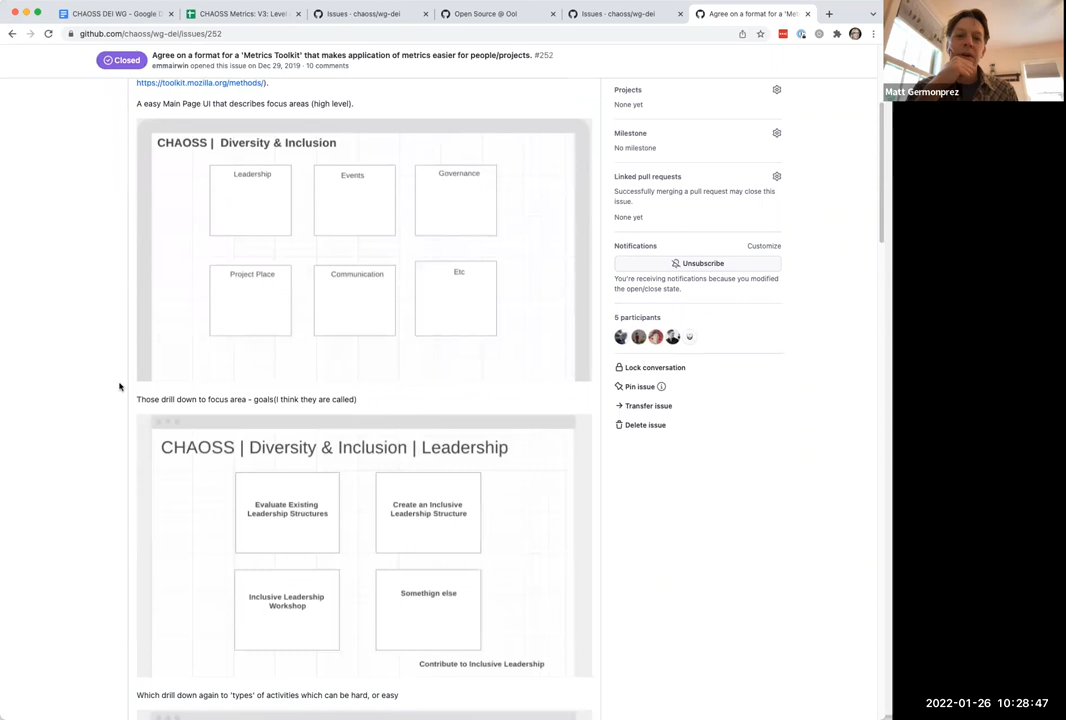 CHAOSS DEI WG - Google D
CHAOSS Metrics: V3: Level
Issues · chaoss/wg-dei
Open Source @ Ool
Issues · chaoss/wg-dei
Agree on a format for a 'Met
github.com/chaoss/wg-dei/issues/252
Closed
Agree on a format for a 'Metrics Toolkit' that makes application of metrics easier for people/projects. #252
emmairwin opened this issue on Dec 29, 2019 · 10 comments
https://toolkit.mozilla.org/methods/).
A easy Main Page UI that describes focus areas (high level).
CHAOSS | Diversity & Inclusion
Leadership
Events
Governance
Project Place
Communication
Etc
Those drill down to focus area - goals(I think they are called)
CHAOSS | Diversity & Inclusion | Leadership
Evaluate Existing
Leadership Structures
Create an Inclusive
Leadership Structure
Inclusive Leadership
Workshop
Somethign else
Contribute to Inclusive Leadership
Which drill down again to 'types' of activities which can be hard, or easy
Projects
None yet
Milestone
No milestone
Linked pull requests
Successfully merging a pull request may close this
issue.
None yet
Notifications
Customize
Unsubscribe
You're receiving notifications because you modified
the open/close state.
5 participants
Lock conversation
Pin issue
Transfer issue
Delete issue
Matt Germonprez
2022-01-26 10:28:47